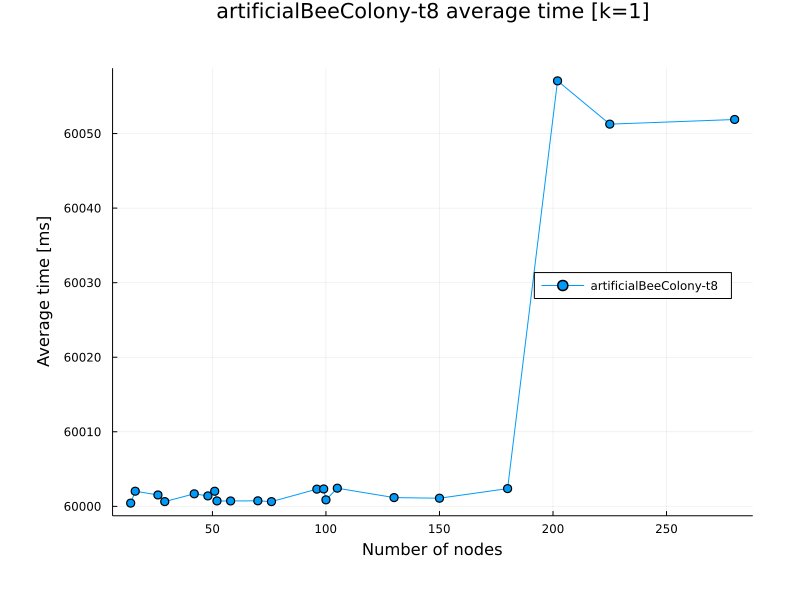 artificialBeeColony-t8 average time [k=1]
Average time [ms]
60050
60040
60030
60020
60010
60000
artificialBeeColony-t8
50
100
150
200
250
Number of nodes